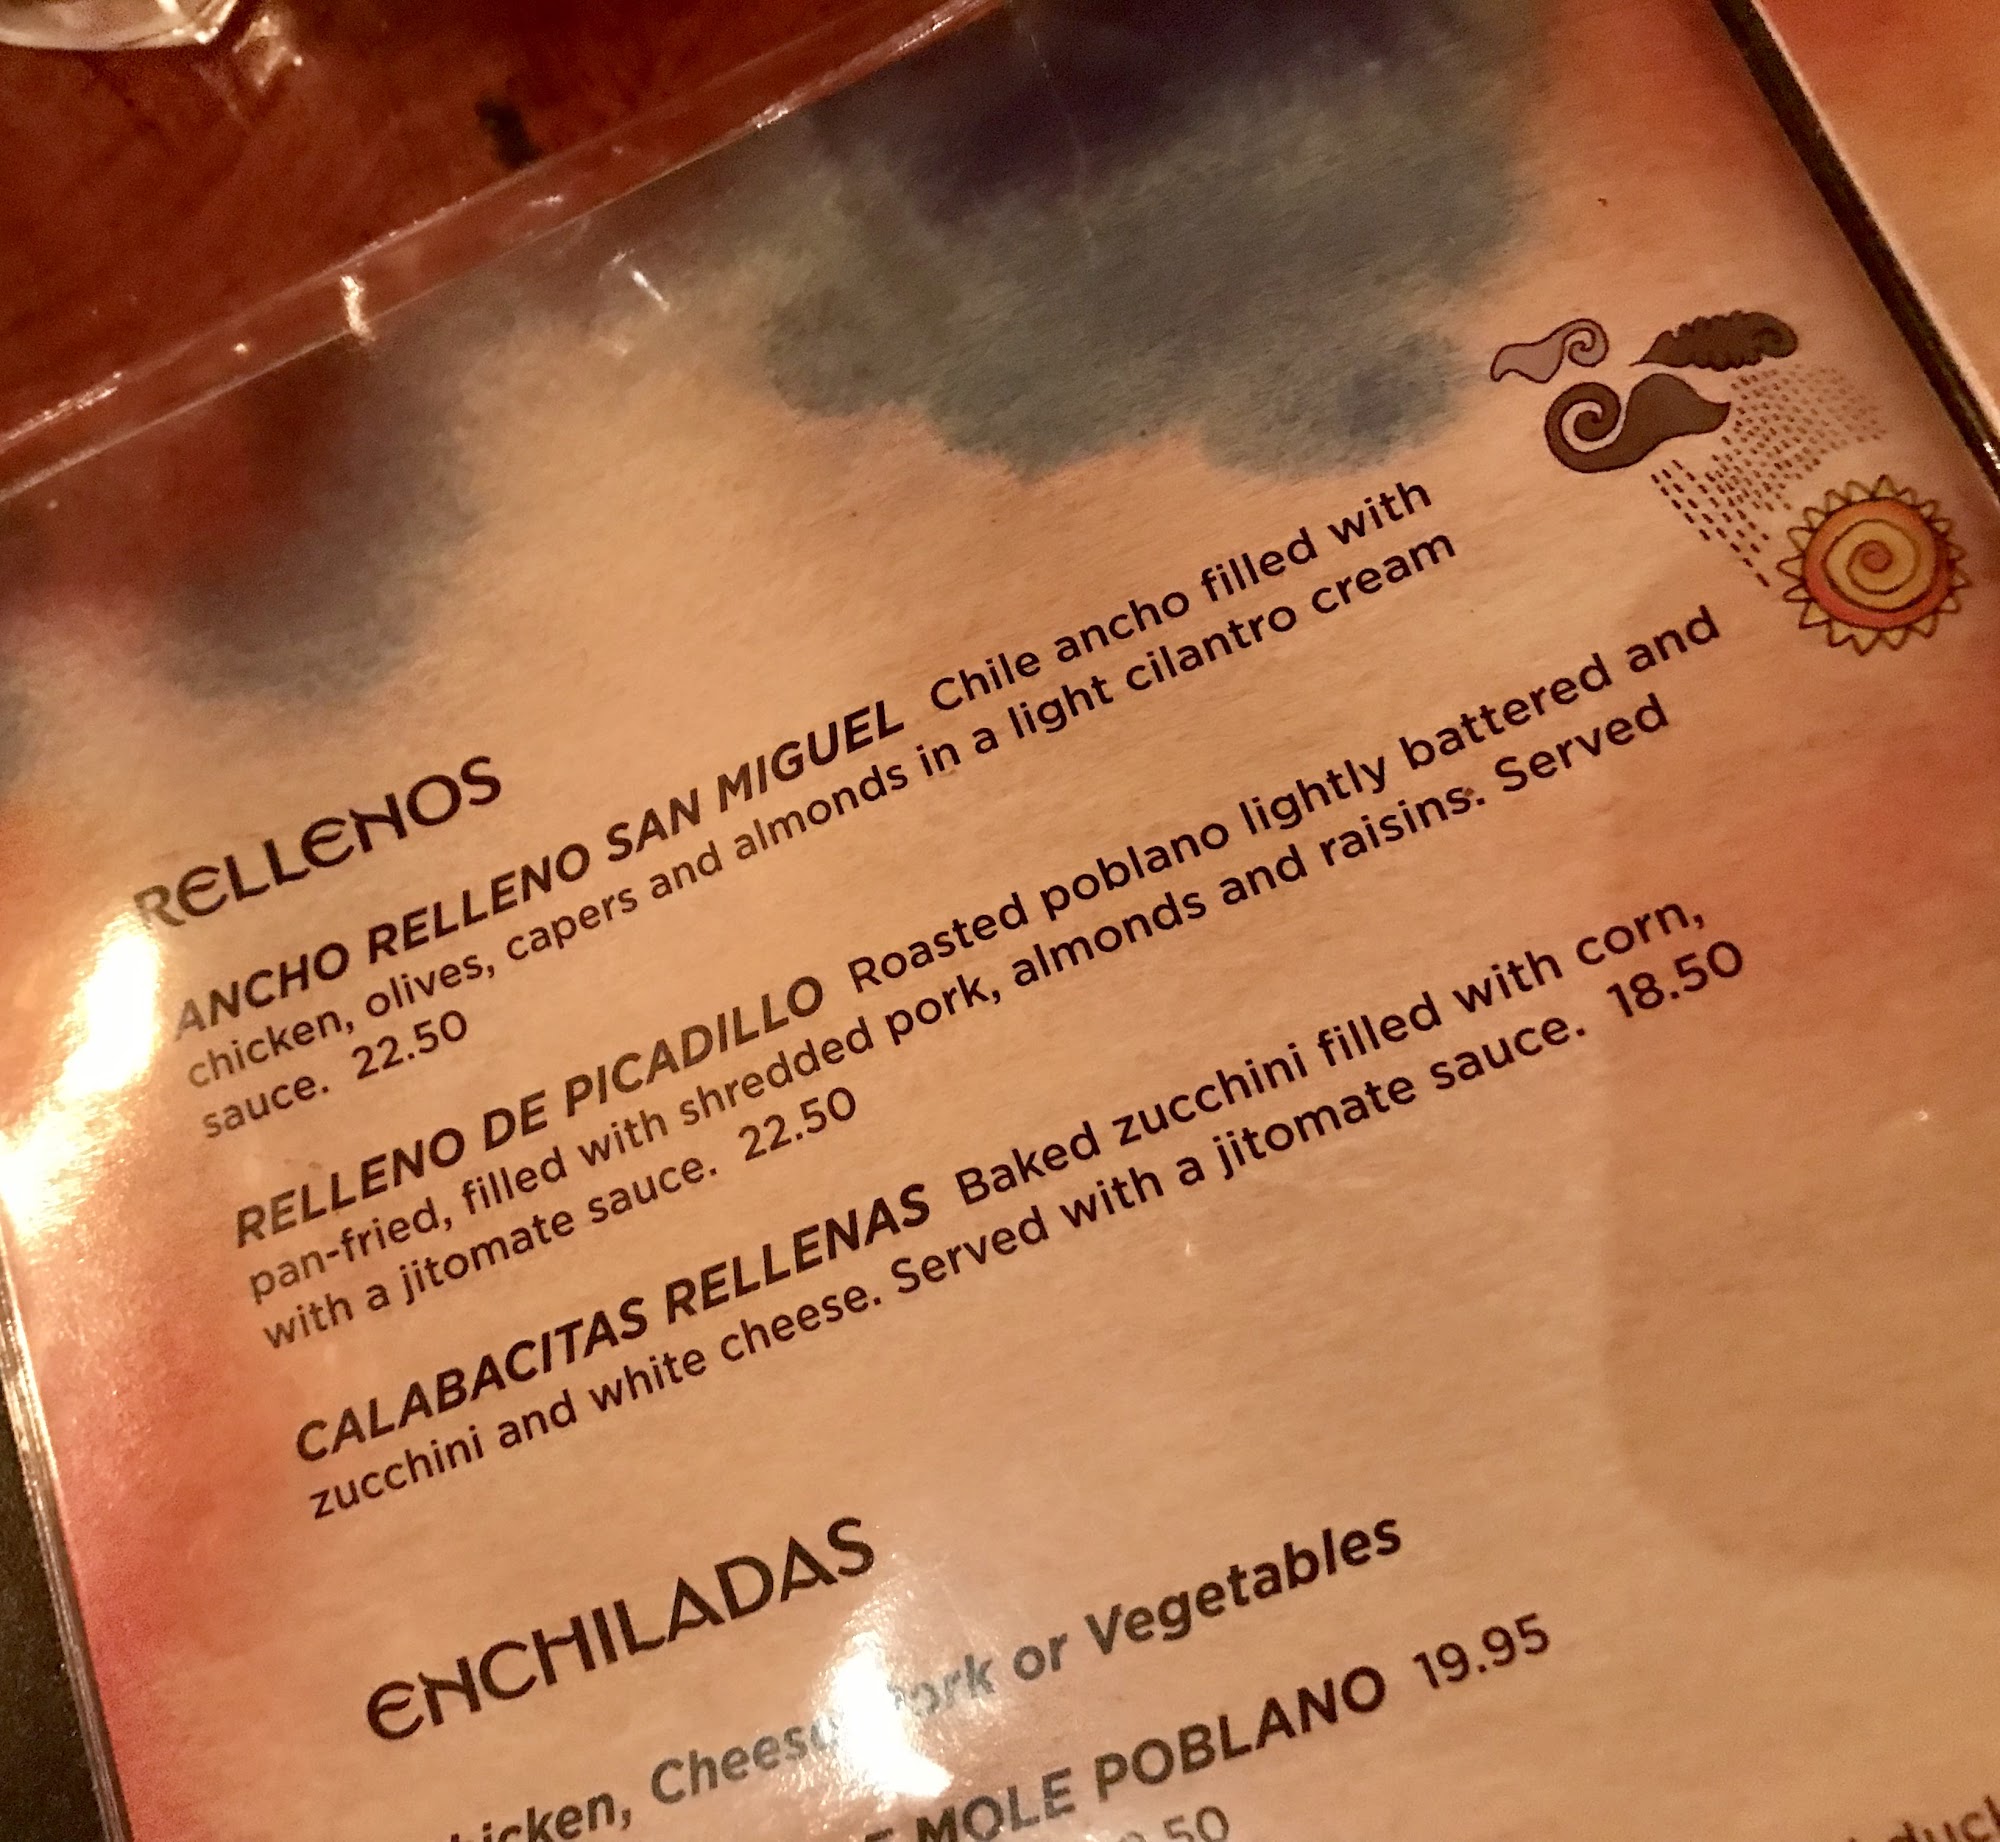 RELLENOS
ANCHO RELLENO SAN MIGUEL Chile ancho filled with
chicken, olives, capers and almonds in a light cilantro cream
sauce. 22.50
RELLENO DE PICADILLO Roasted poblano lightly battered and
pan-fried, filled with shredded pork, almonds and raisins. Served
with a jitomate sauce. 22.50
CALABACITAS RELLENAS Baked zucchini filled with corn,
zucchini and white cheese. Served with a jitomate sauce. 18.50
ENCHILADAS
Cheese or Vegetables
MOLE POBLANO 19.95